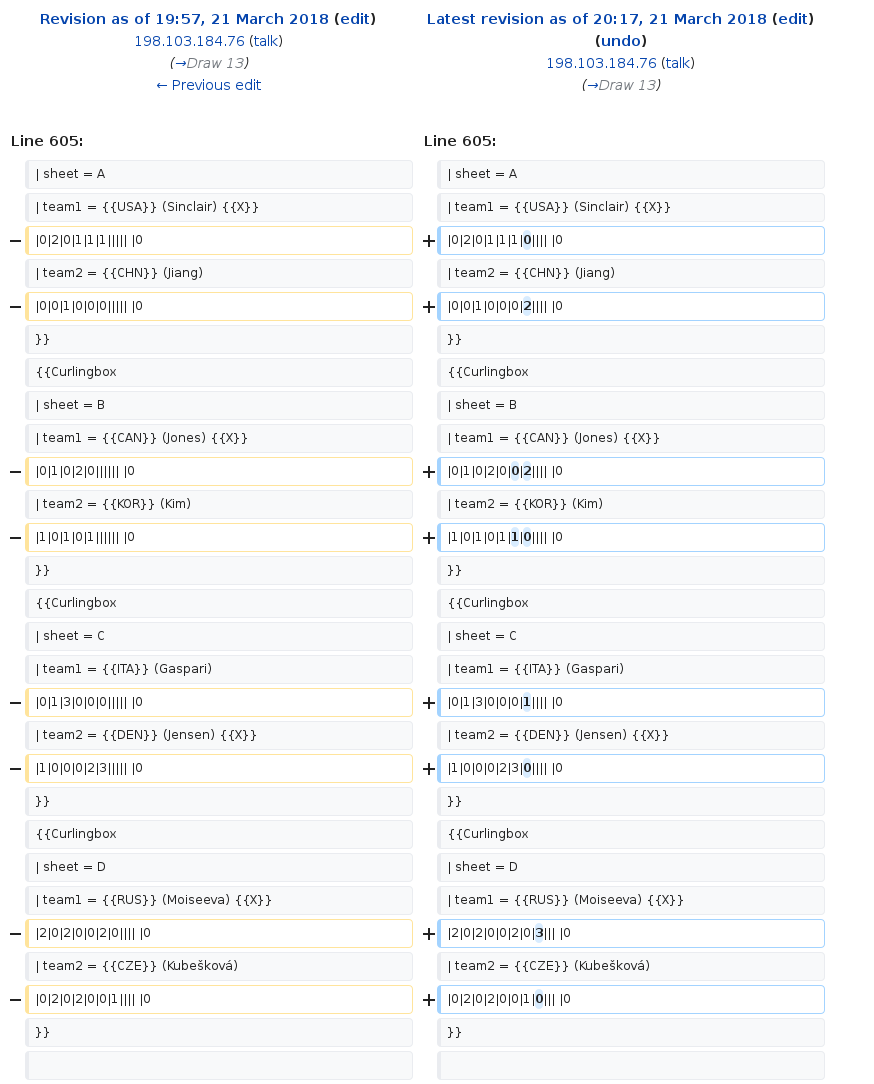 Revision as of 19:57, 21 March 2018 (edit)
198.103.184.76 (talk)
(→Draw 13)
← Previous edit
Latest revision as of 20:17, 21 March 2018 (edit)
(undo)
198.103.184.76 (talk)
(→Draw 13)
Line 605:
Line 605:
| sheet = A
| sheet = A
| team1 = {{USA}} (Sinclair) {{X}}
| team1 = {{USA}} (Sinclair) {{X}}
− |0|2|0|1|1|1||||| |0
+ |0|2|0|1|1|1|0|||| |0
| team2 = {{CHN}} (Jiang)
| team2 = {{CHN}} (Jiang)
− |0|0|1|0|0|0||||| |0
+ |0|0|1|0|0|0|2|||| |0
}}
}}
{{Curlingbox
{{Curlingbox
| sheet = B
| sheet = B
| team1 = {{CAN}} (Jones) {{X}}
| team1 = {{CAN}} (Jones) {{X}}
− |0|1|0|2|0|||||| |0
+ |0|1|0|2|0|0|2|||| |0
| team2 = {{KOR}} (Kim)
| team2 = {{KOR}} (Kim)
− |1|0|1|0|1|||||| |0
+ |1|0|1|0|1|1|0|||| |0
}}
}}
{{Curlingbox
{{Curlingbox
| sheet = C
| sheet = C
| team1 = {{ITA}} (Gaspari)
| team1 = {{ITA}} (Gaspari)
− |0|1|3|0|0|0||||| |0
+ |0|1|3|0|0|0|1|||| |0
| team2 = {{DEN}} (Jensen) {{X}}
| team2 = {{DEN}} (Jensen) {{X}}
− |1|0|0|0|2|3||||| |0
+ |1|0|0|0|2|3|0|||| |0
}}
}}
{{Curlingbox
{{Curlingbox
| sheet = D
| sheet = D
| team1 = {{RUS}} (Moiseeva) {{X}}
| team1 = {{RUS}} (Moiseeva) {{X}}
− |2|0|2|0|0|2|0|||| |0
+ |2|0|2|0|0|2|0|3||| |0
| team2 = {{CZE}} (Kubešková)
| team2 = {{CZE}} (Kubešková)
− |0|2|0|2|0|0|1|||| |0
+ |0|2|0|2|0|0|1|0||| |0
}}
}}